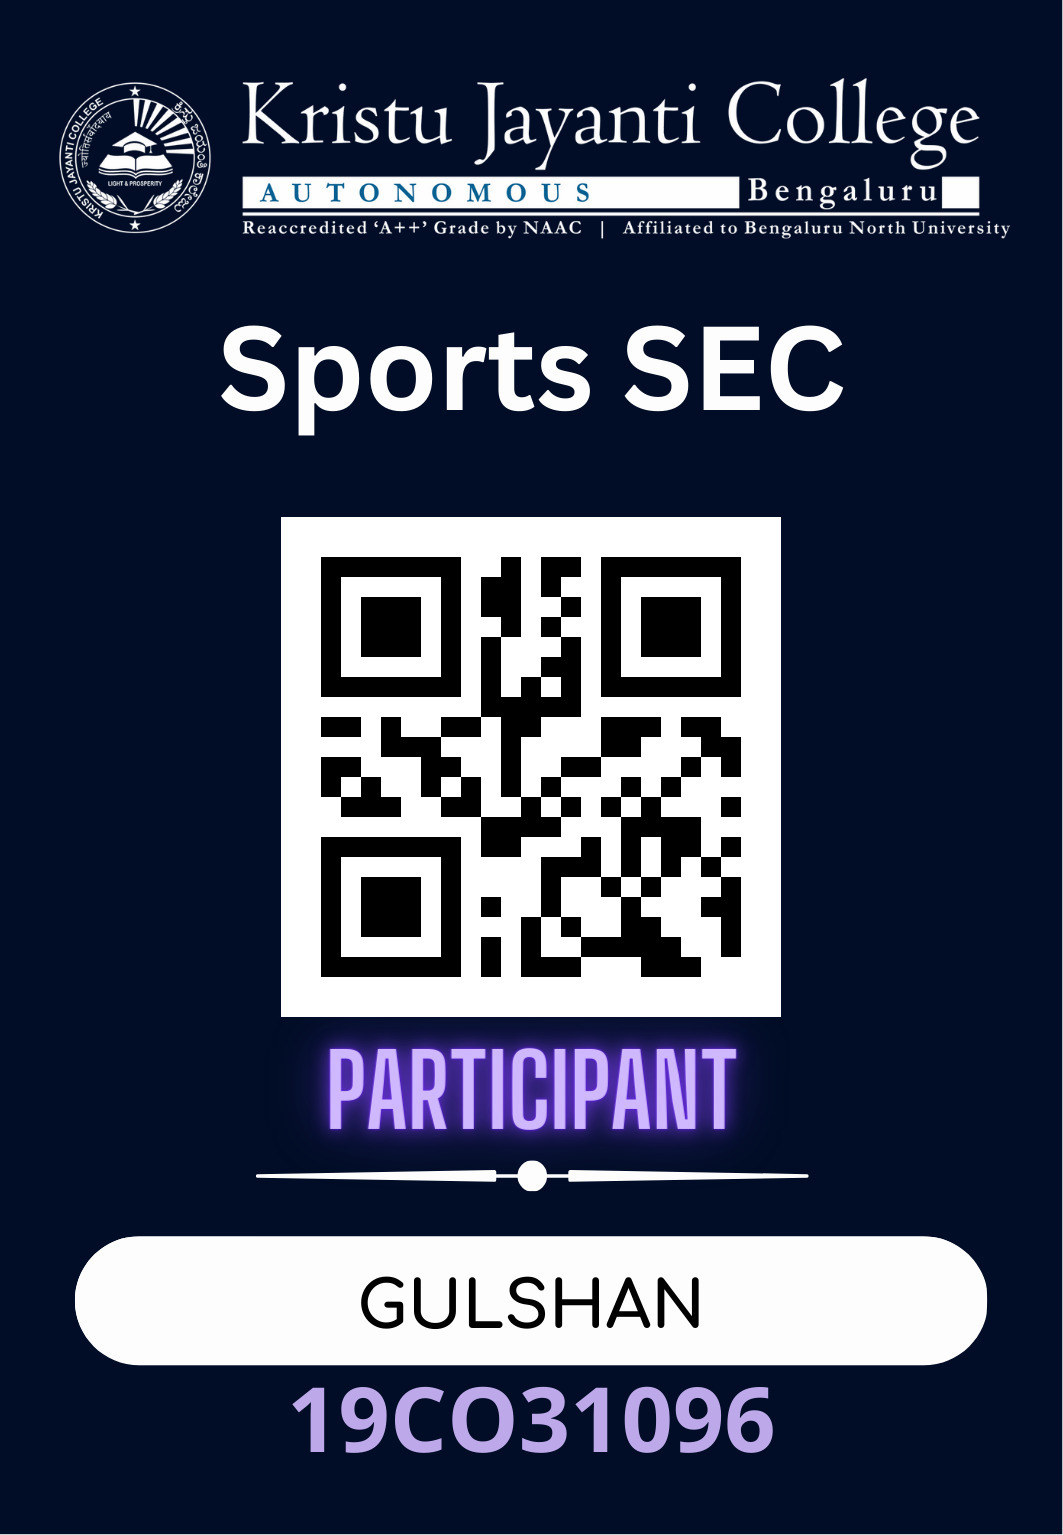 Kristu Jayanti College
AUTONOMOUS Bengaluru
Reaccredited ‘A++’ Grade by NAAC | Affiliated to Bengaluru North University
KRISTU JAYANTI COLLEGE
LIGHT & PROSPERITY
Sports SEC
PARTICIPANT
GULSHAN
19CO31096